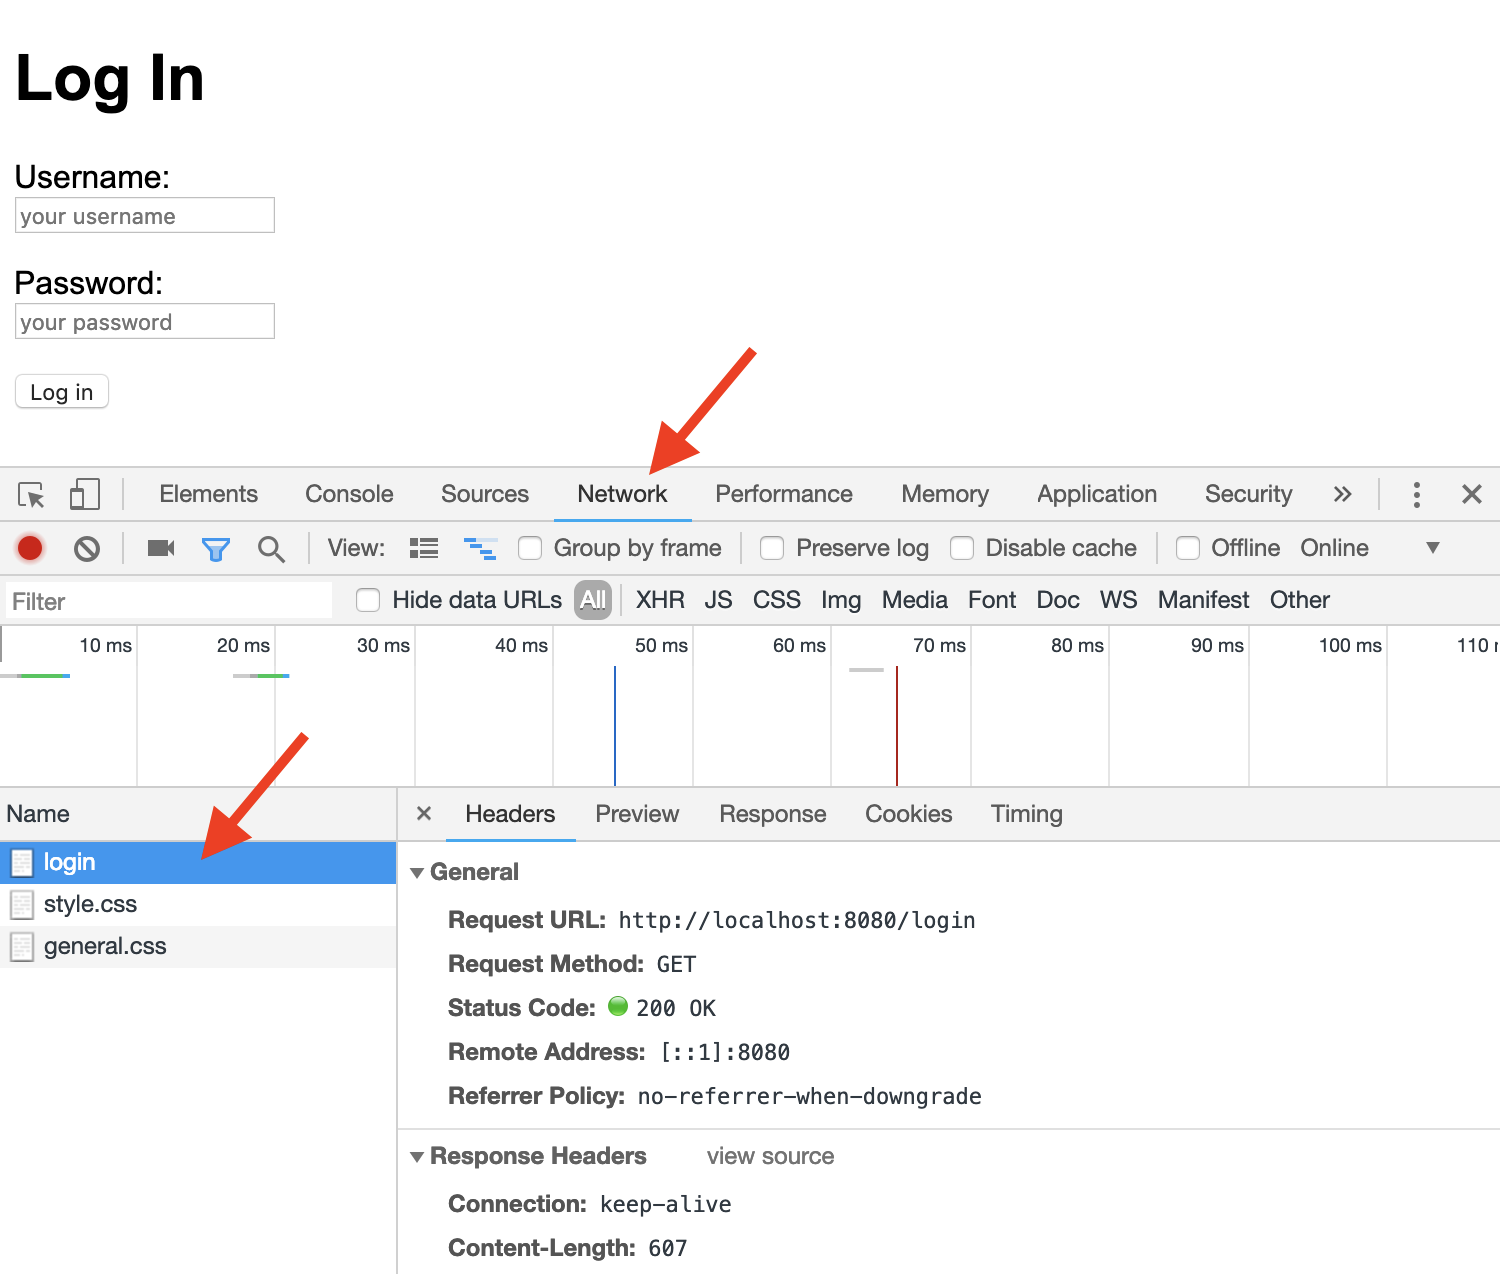 Log In
Username:
your username
Password:
your password
Log in
Elements Console Sources Network Performance Memory Application Security »
View: Group by frame Preserve log Disable cache Offline Online
Filter Hide data URLs All XHR JS CSS Img Media Font Doc WS Manifest Other
10 ms 20 ms 30 ms 40 ms 50 ms 60 ms 70 ms 80 ms 90 ms 100 ms 110
Name
login
style.css
general.css
Headers Preview Response Cookies Timing
General
Request URL: http://localhost:8080/login
Request Method: GET
Status Code: 200 OK
Remote Address: [::1]:8080
Referrer Policy: no-referrer-when-downgrade
Response Headers view source
Connection: keep-alive
Content-Length: 607